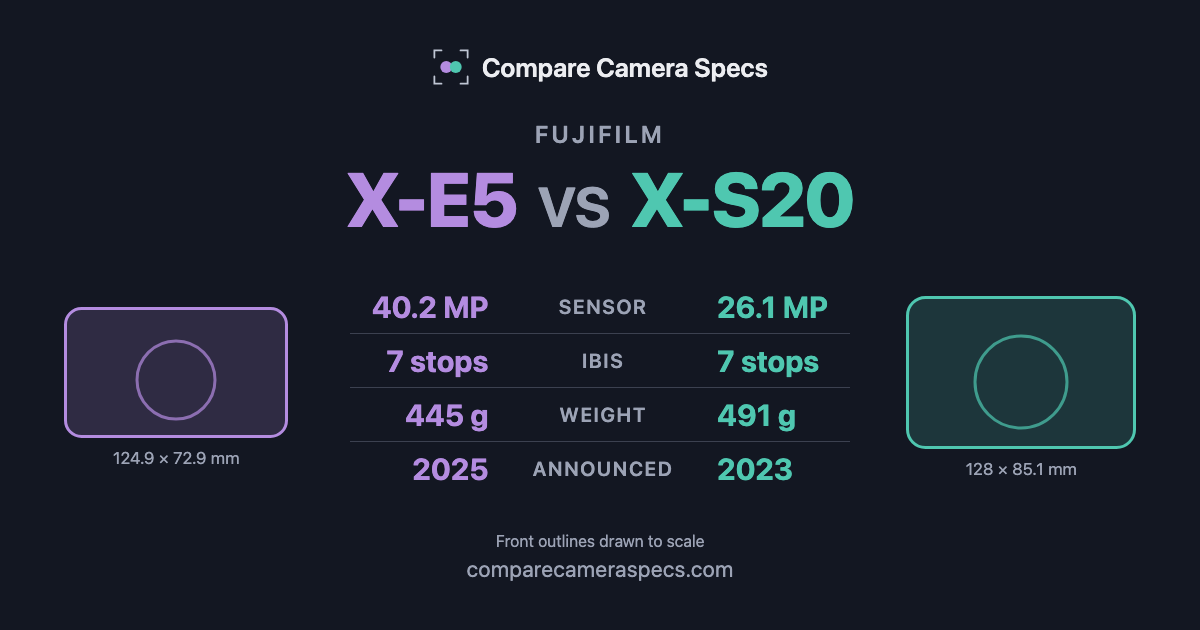 Compare Camera Specs
FUJIFILM
X-E5 VS X-S20
40.2 MP SENSOR 26.1 MP
7 stops IBIS 7 stops
445 g WEIGHT 491 g
2025 ANNOUNCED 2023
124.9 × 72.9 mm
128 × 85.1 mm
Front outlines drawn to scale
comparecameraspecs.com